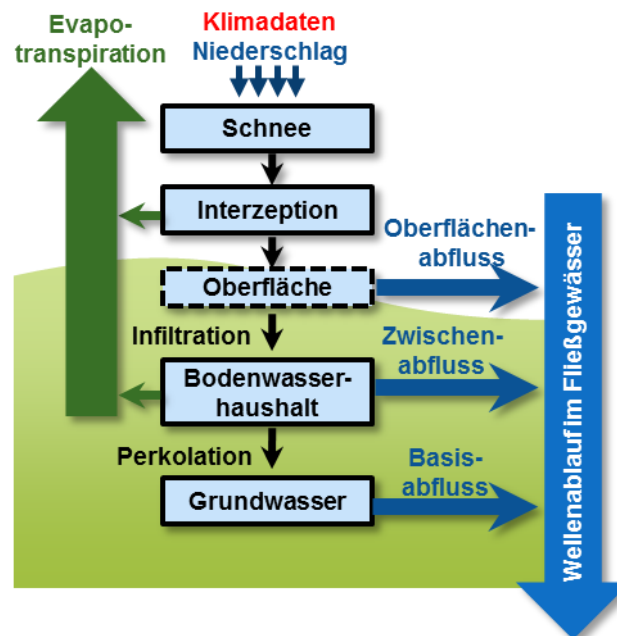 Evapo-
transpiration
Klimadaten
Niederschlag
Schnee
Interzeption
Oberflächen-
abfluss
Oberfläche
Infiltration
Zwischen-
abfluss
Bodenwasser-
haushalt
Perkolation
Basis-
abfluss
Grundwasser
Wellenablauf im Fließgewässer